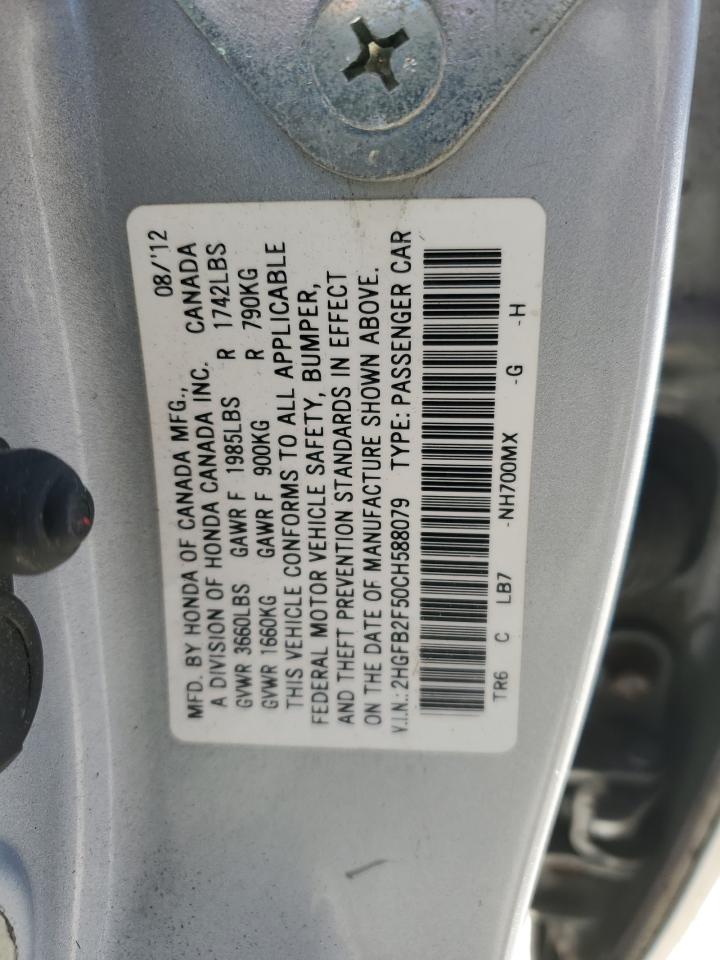 MFD. BY HONDA OF CANADA MFG., 08/'12
A DIVISION OF HONDA CANADA INC. CANADA
GVWR 3660LBS GAWR F 1985LBS R 1742LBS
GVWR 1660KG GAWR F 900KG R 790KG
THIS VEHICLE CONFORMS TO ALL APPLICABLE
FEDERAL MOTOR VEHICLE SAFETY, BUMPER,
AND THEFT PREVENTION STANDARDS IN EFFECT
ON THE DATE OF MANUFACTURE SHOWN ABOVE.
V.I.N.: 2HGFB2F50CH588079 TYPE: PASSENGER CAR
TR6 C LB7 -NH700MX -G -H